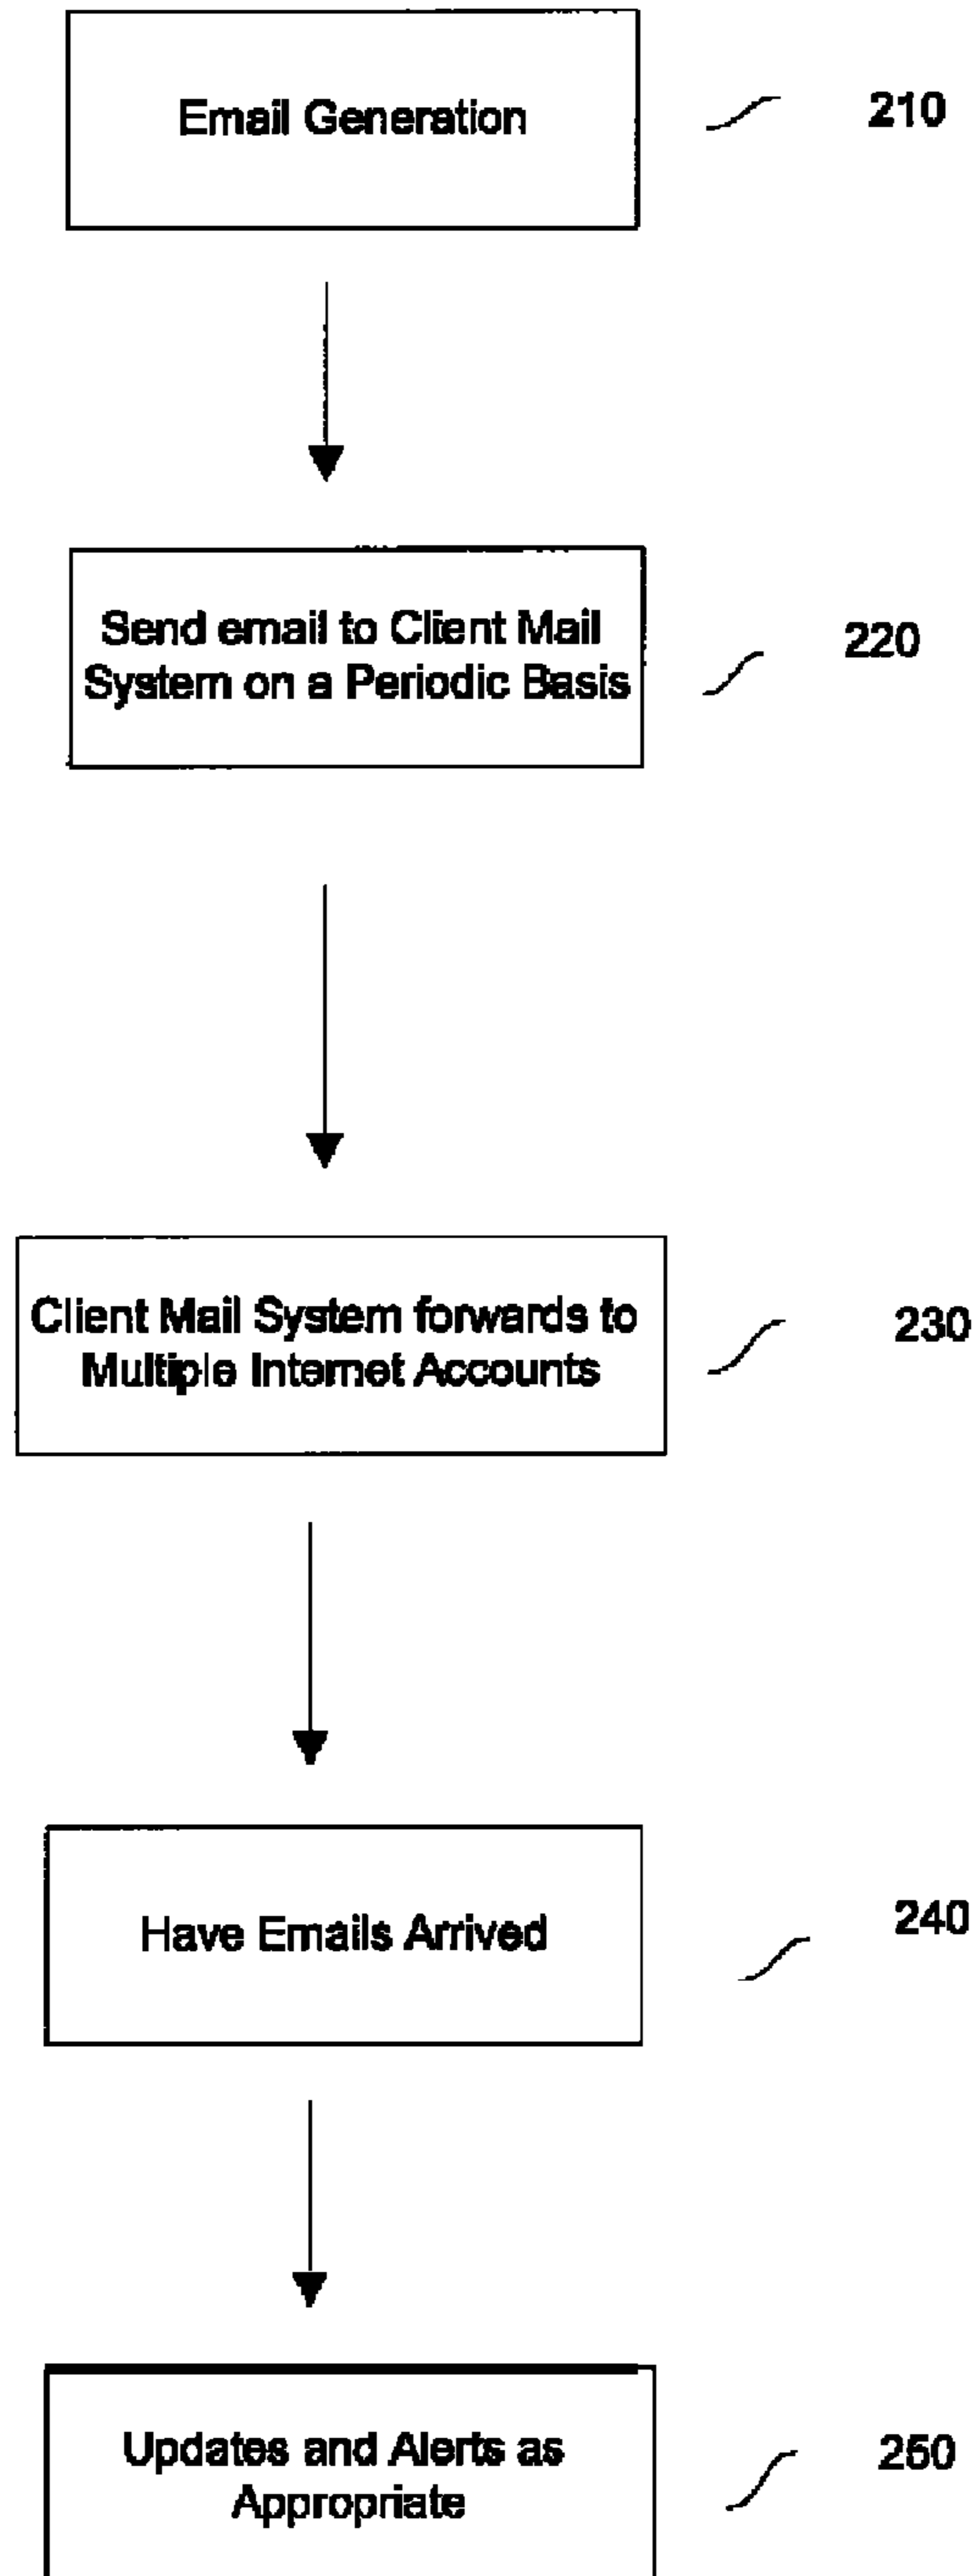 Email Generation
210
Send email to Client Mail
System on a Periodic Basis
220
Client Mail System forwards to
Multiple Internet Accounts
230
Have Emails Arrived
240
Updates and Alerts as
Appropriate
250